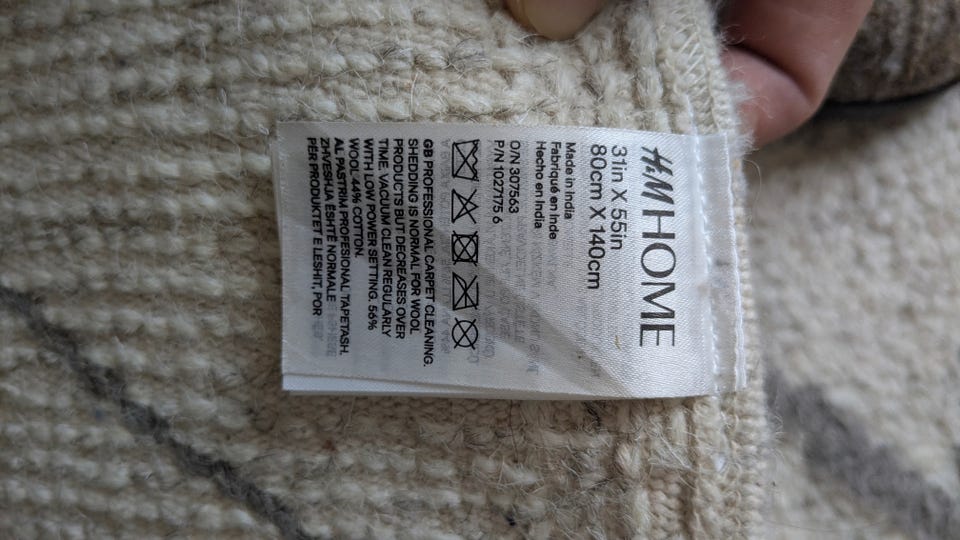 H&M HOME
31in X 55in
80cm X 140cm
Made in India
Fabriqué en Inde
Hecho en India
O/N 307563
P/N 1027175 6
GB PROFESSIONAL CARPET CLEANING.
SHEDDING IS NORMAL FOR WOOL
PRODUCTS BUT DECREASES OVER
TIME. VACUUM CLEAN REGULARLY
WITH LOW POWER SETTING. 56%
WOOL 44% COTTON.
AL PASTRIM PROFESIONAL TAPETASH.
ZHVESHJA ËSHTË NORMALE
PËR PRODUKTET E LESHIT, POR